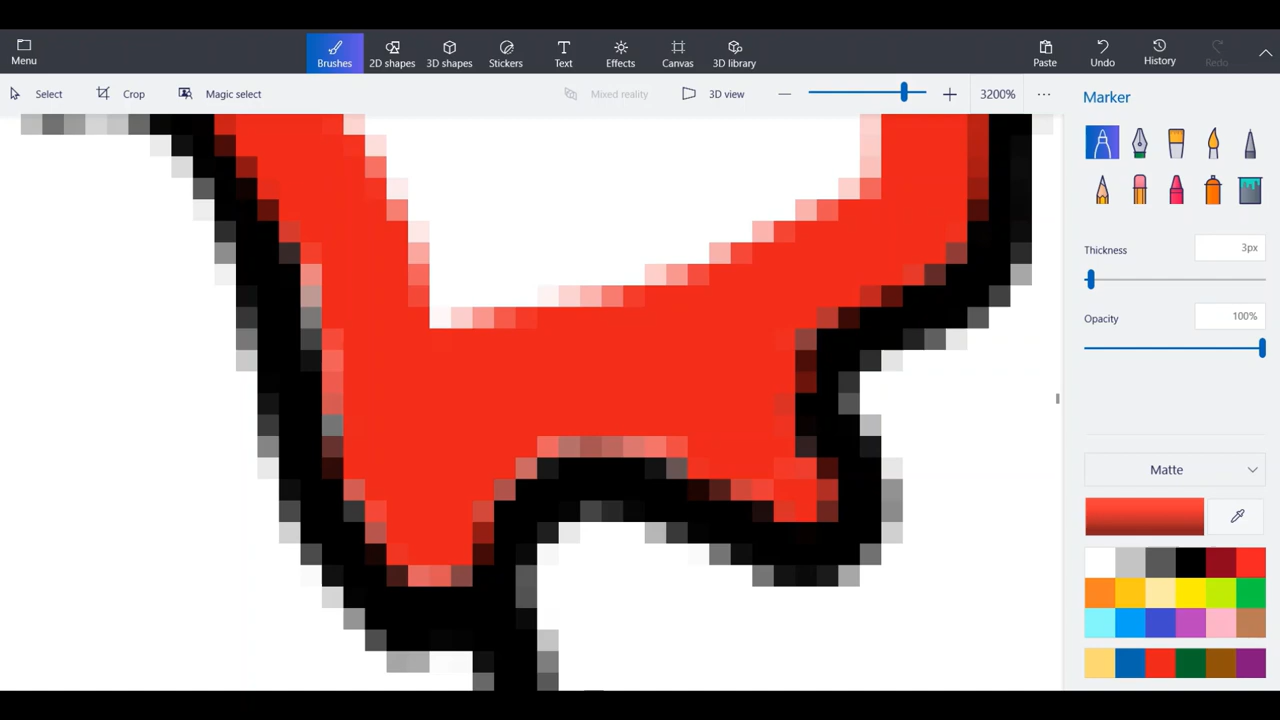 Menu
Brushes 2D shapes 3D shapes Stickers Text Effects Canvas 3D library Paste Undo History Redo
Select Crop Magic select Mixed reality 3D view 3200% ...
Marker
Thickness 3px
Opacity 100%
Matte